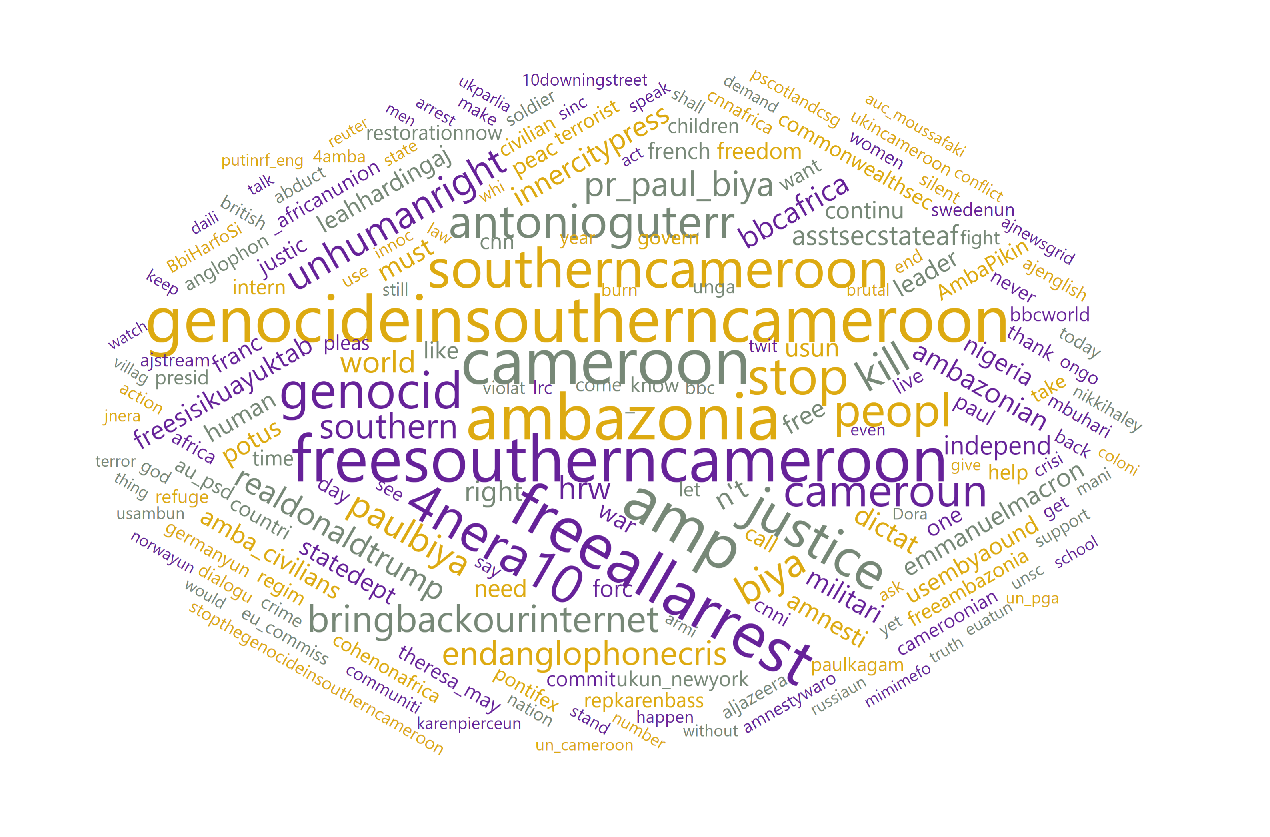 10downingstreet
ukparlia
make
sinc
speak
shall
demand
pscotlandcsg
men
arrest
soldier
cnnafrica
auc_moussafaki
reuter
restorationnow
civilian
terrorist
children
commonwealthsec
ukincameroon
putinrf_eng
4amba
state
peac
innercitypress
act
french
freedom
women
silent
conflict
talk
abduct
_africanunion
leahhardingaj
unhumanright
whi
pr_paul_biya
want
bbcafrica
continu
swedenun
daili
british
antonioguterr
asstsecstateaf
fight
ajnewsgrid
BbiHarfoSi
anglophon
justic
innoc
law
must
chn
year
govern
end
leader
AmbaPikin
ajenglish
keep
intern
use
still
southerncameroon
burn
unga
brutal
never
bbcworld
genocideinsoutherncameroon
watch
franc
pleas
like
cameroon
twit
usun
kill
nigeria
thank
today
ajstream
world
ongo
villag
presid
freesisikuayuktab
genocid
violat
lrc
come
_know
bbc
stop
live
ambazonian
take
nikkihaley
action
human
ambazonia
free
peopl
paul
mbuhari
jnera
africa
potus
southern
even
back
coloni
terror
god
time
freesoutherncameroon
independ
give
help
crisi
mani
thing
au_psd
realdonaldtrump
day
see
right
hrw
let
n't
cameroun
emmanuelmacron
get
refuge
countri
4nera10
amp
justice
Dora
usambun
amba_civilians
paulbiya
war
call
dictat
one
usembyaound
support
norwayun
germanyun
statedept
say
freeallarrest
biya
militari
freeambazonia
school
dialogu
regim
need
forc
cnni
amnesti
ask
unsc
would
crime
bringbackourinternet
armi
yet
cameroonian
euatun
un_pga
stopthegenocideinsoutherncameroon
eu_commiss
cohenonafrica
theresa_may
endanglophonecris
paulkagam
truth
communiti
pontifex
commit
ukun_newyork
aljazeera
amnestywaro
russiaun
mimimefo
nation
repkarenbass
karenpierceun
stand
number
happen
without
un_cameroon